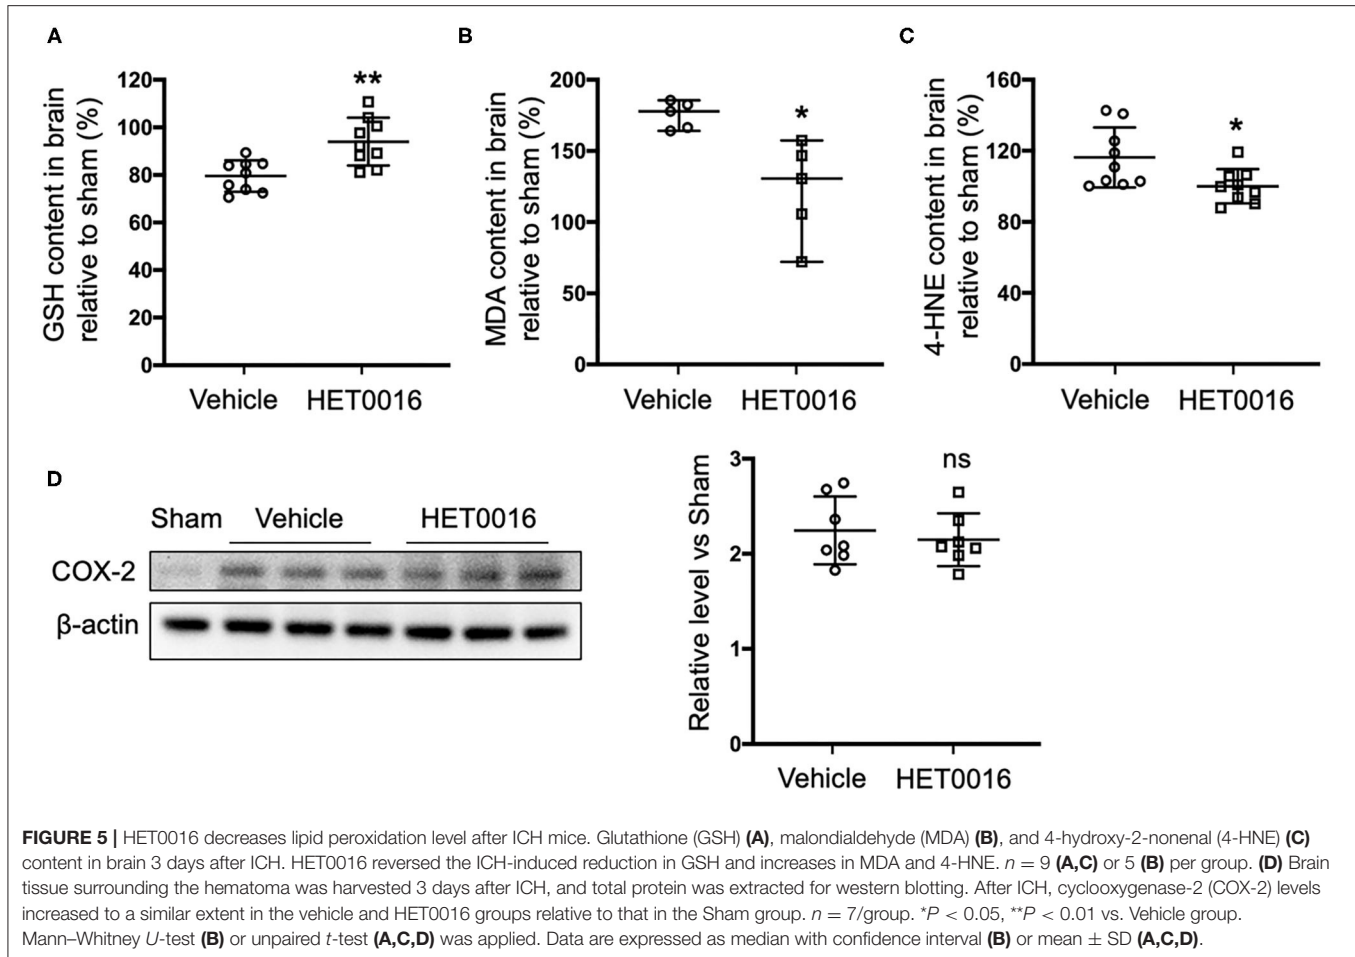 A
B
C
GSH content in brain
relative to sham (%)
120
100
80
60
40
20
0
**
Vehicle HET0016
MDA content in brain
relative to sham (%)
200
150
100
50
0
*
Vehicle HET0016
4-HNE content in brain
relative to sham (%)
160
120
80
40
0
*
Vehicle HET0016
D
Sham Vehicle HET0016
COX-2
β-actin
Relative level vs Sham
3
2
1
0
ns
Vehicle HET0016
FIGURE 5 | HET0016 decreases lipid peroxidation level after ICH mice. Glutathione (GSH) (A), malondialdehyde (MDA) (B), and 4-hydroxy-2-nonenal (4-HNE) (C)
content in brain 3 days after ICH. HET0016 reversed the ICH-induced reduction in GSH and increases in MDA and 4-HNE. n = 9 (A,C) or 5 (B) per group. (D) Brain
tissue surrounding the hematoma was harvested 3 days after ICH, and total protein was extracted for western blotting. After ICH, cyclooxygenase-2 (COX-2) levels
increased to a similar extent in the vehicle and HET0016 groups relative to that in the Sham group. n = 7/group. *P < 0.05, **P < 0.01 vs. Vehicle group.
Mann–Whitney U-test (B) or unpaired t-test (A,C,D) was applied. Data are expressed as median with confidence interval (B) or mean ± SD (A,C,D).